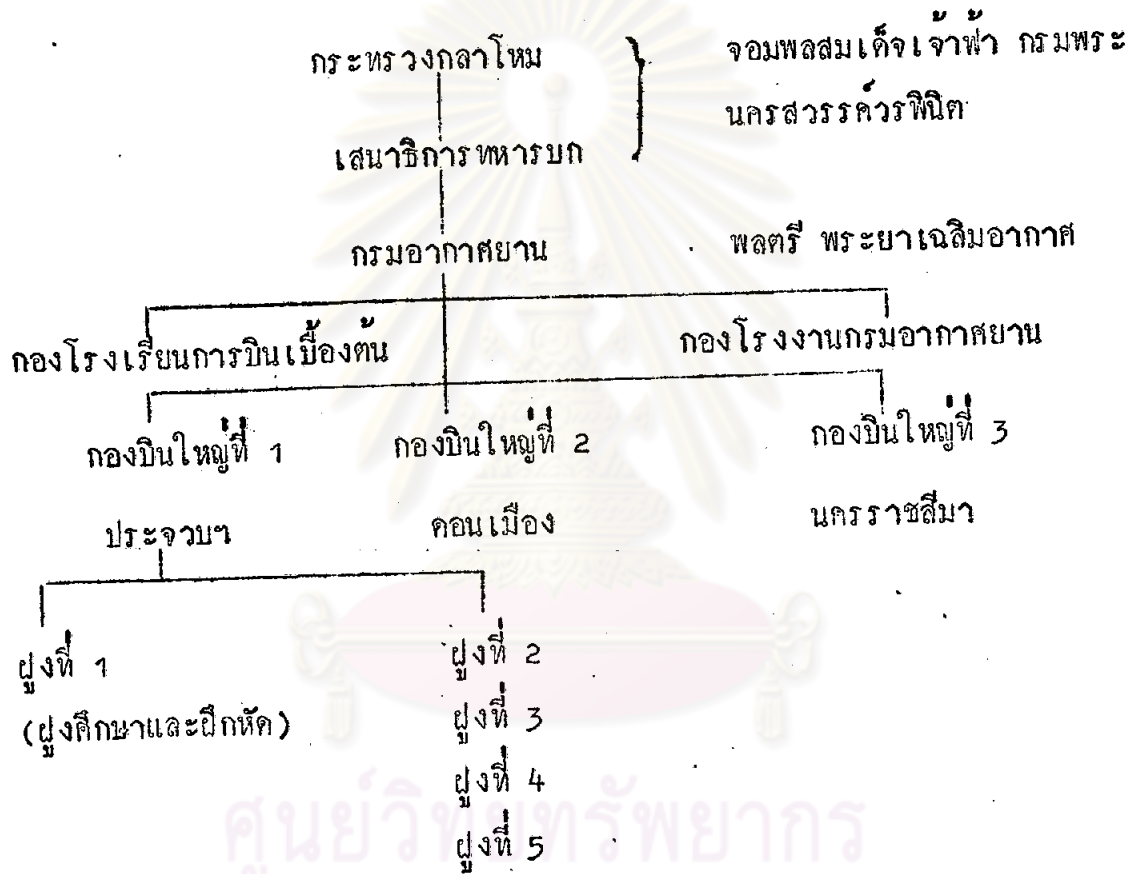 กระทรวงกลาโหม
จอมพลสมเด็จเจ้าฟ้า กรมพระ
นครสวรรค์วรพินิต
เสนาธิการทหารบก
กรมอากาศยาน
พลตรี พระยาเฉลิมอากาศ
กองโรงเรียนการบินเบื้องต้น
กองโรงงานกรมอากาศยาน
กองบินใหญ่ที่ 1
กองบินใหญ่ที่ 2
กองบินใหญ่ที่ 3
ประจวบฯ
ดอนเมือง
นครราชสีมา
ฝูงที่ 1
(ฝูงศึกษาและฝึกหัด)
ฝูงที่ 2
ฝูงที่ 3
ฝูงที่ 4
ฝูงที่ 5
ศูนย์วิทยทรัพยากร